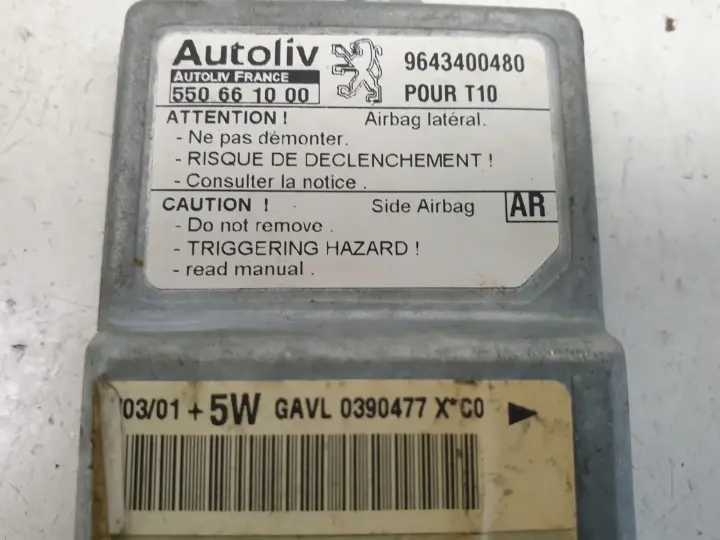 Autoliv
AUTOLIV FRANCE
550 66 10 00
9643400480
POUR T10
ATTENTION ! Airbag latéral.
- Ne pas démonter.
- RISQUE DE DECLENCHEMENT !
- Consulter la notice .
CAUTION ! Side Airbag AR
- Do not remove .
- TRIGGERING HAZARD !
- read manual .
/03/01 + 5W GAVL 0390477 X*C0